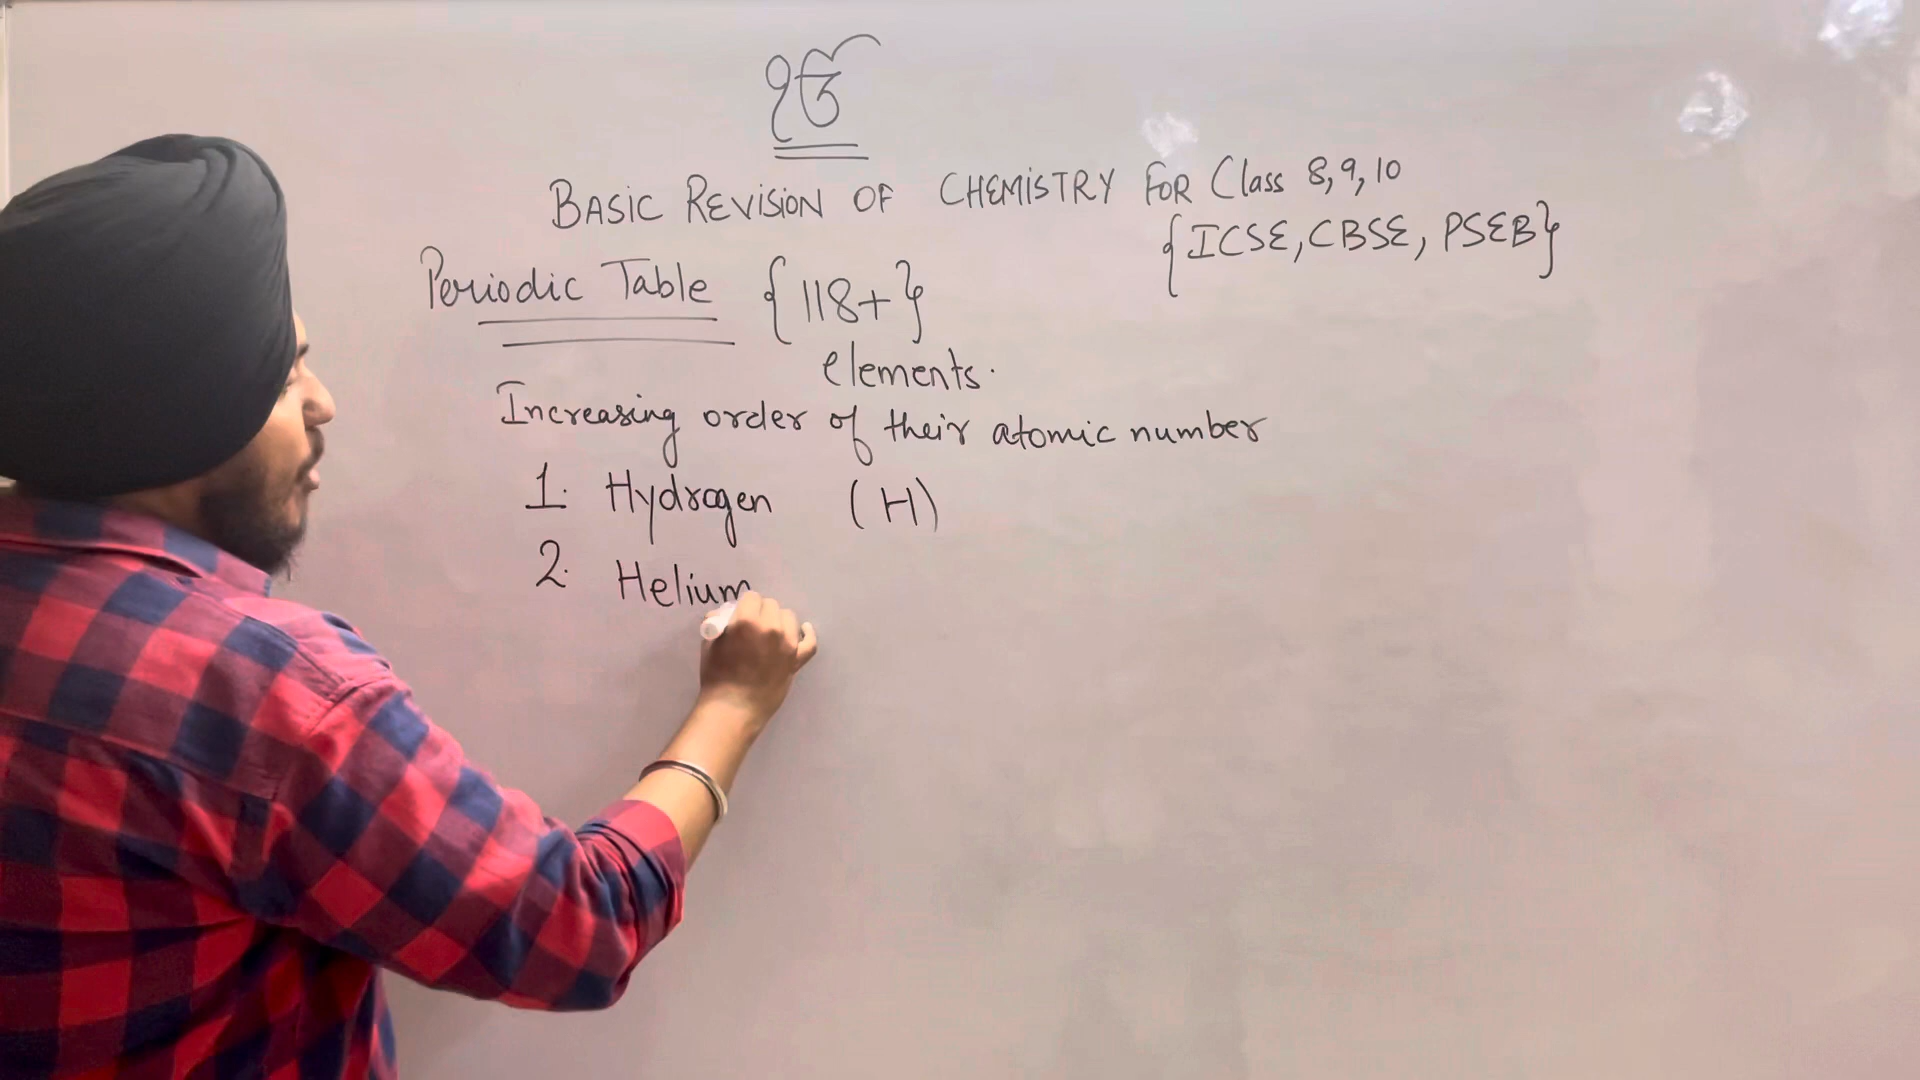 ੴ
BASIC REVISION OF CHEMISTRY FOR Class 8,9,10
{ICSE, CBSE, PSEB}
Periodic Table {118+}
elements.
Increasing order of their atomic number
1. Hydrogen (H)
2. Helium